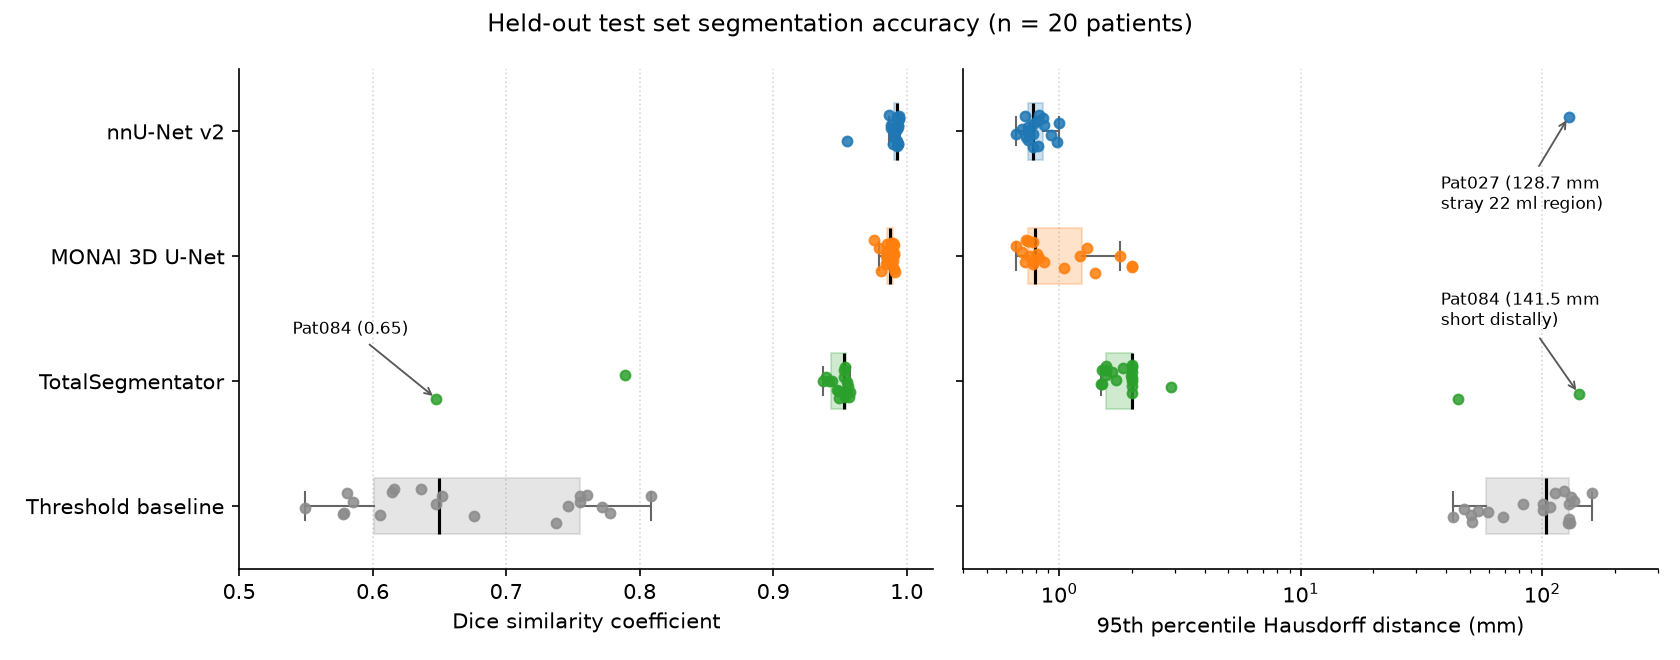 Held-out test set segmentation accuracy (n = 20 patients)
nnU-Net v2
MONAI 3D U-Net
TotalSegmentator
Threshold baseline
Pat084 (0.65)
0.5 0.6 0.7 0.8 0.9 1.0
Dice similarity coefficient
Pat027 (128.7 mm
stray 22 ml region)
Pat084 (141.5 mm
short distally)
10⁰ 10¹ 10²
95th percentile Hausdorff distance (mm)